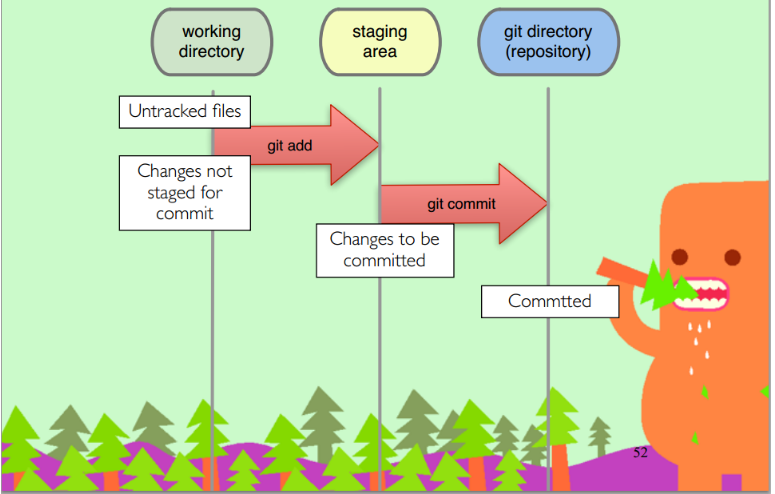 working
directory
staging
area
git directory
(repository)
Untracked files
git add
Changes not
staged for
commit
git commit
Changes to be
committed
Commtted
52